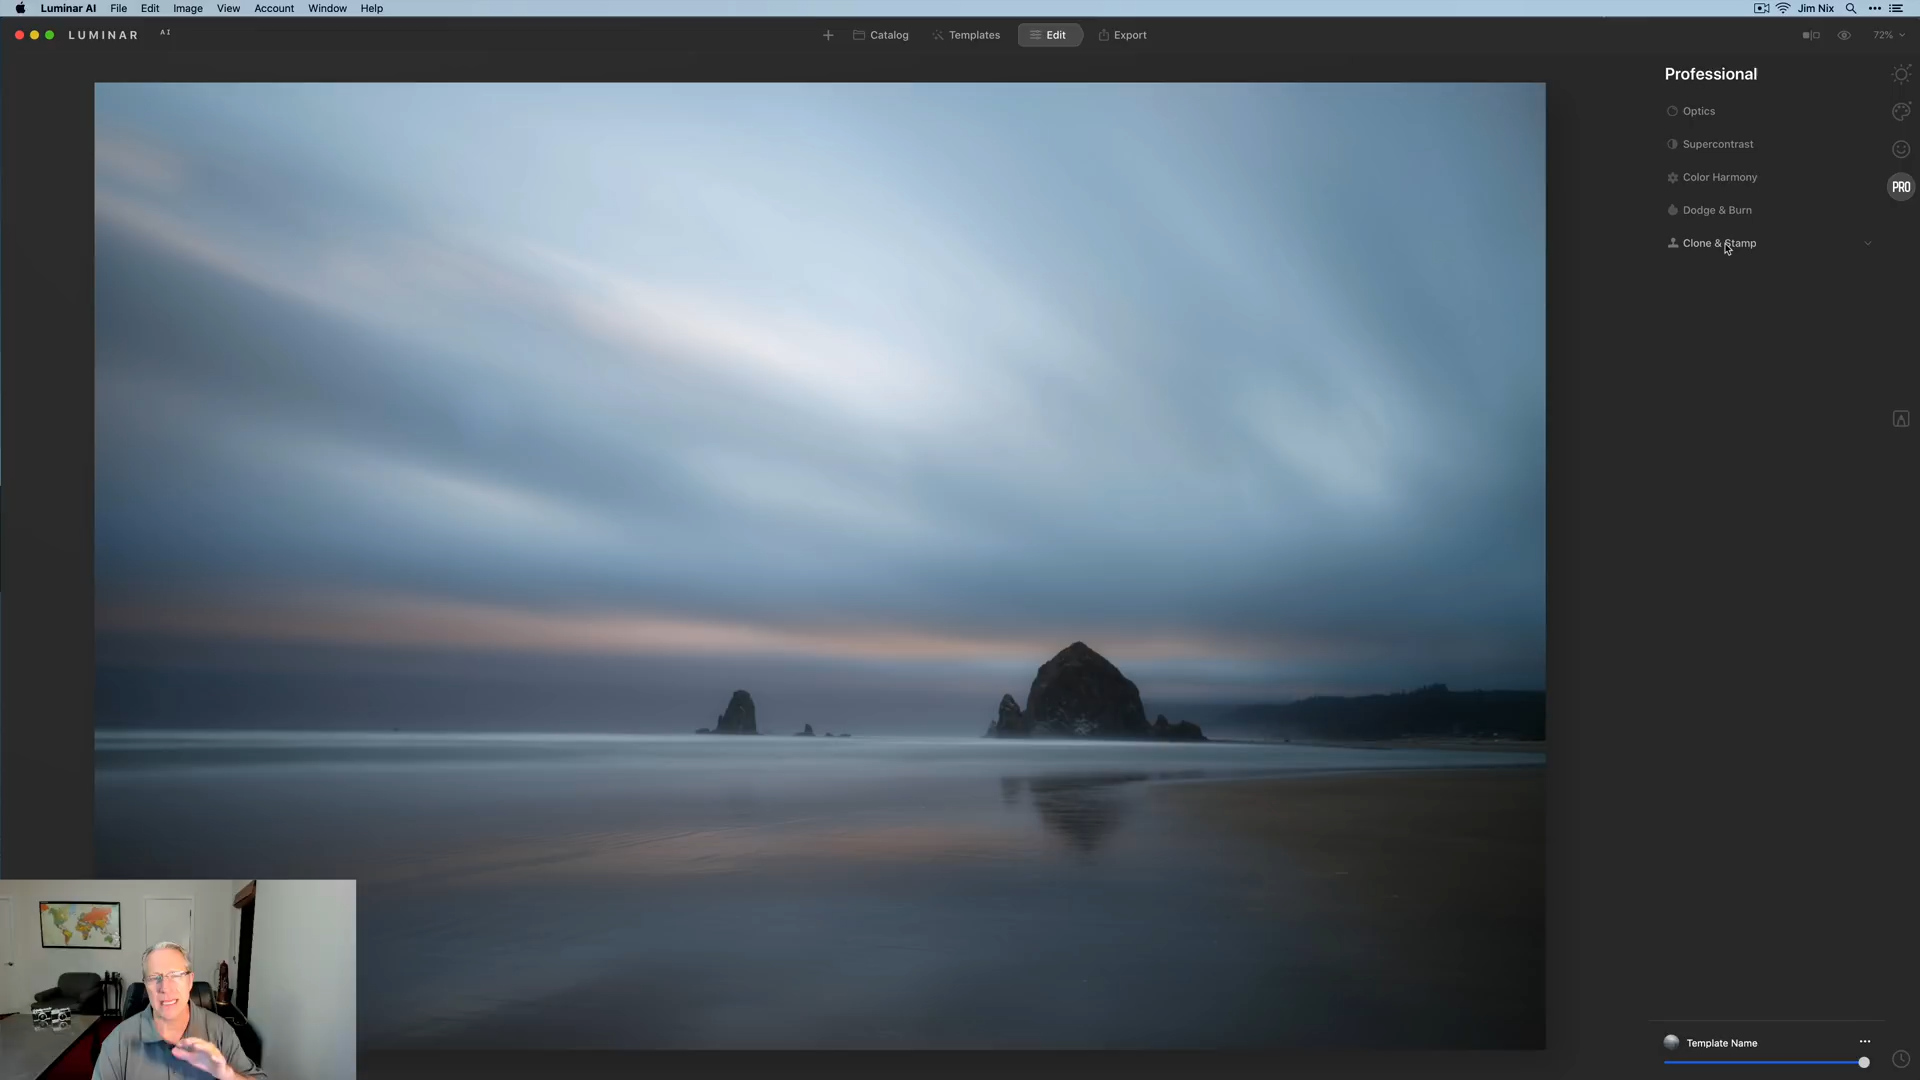 Luminar AI File Edit Image View Account Window Help Jim Nix
LUMINAR AI + Catalog Templates Edit Export 72%
Professional
Optics
Supercontrast
Color Harmony
PRO
Dodge & Burn
Clone & Stamp
Template Name